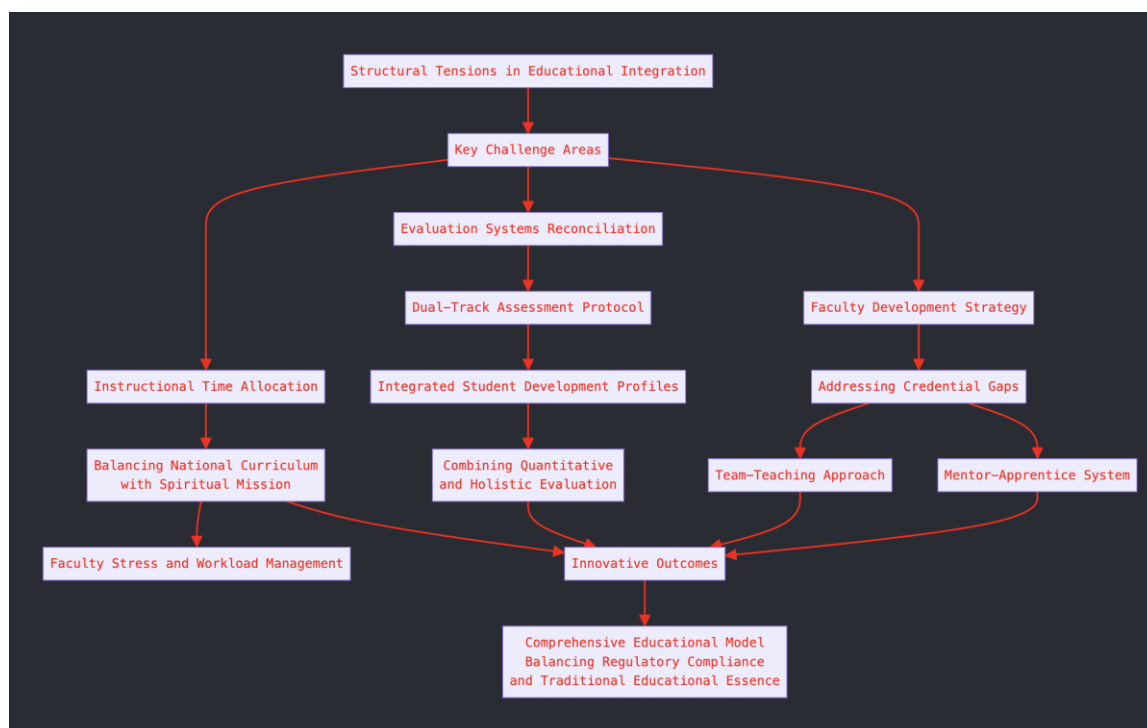 Structural Tensions in Educational Integration
Key Challenge Areas
Evaluation Systems Reconciliation
Dual-Track Assessment Protocol
Faculty Development Strategy
Instructional Time Allocation
Integrated Student Development Profiles
Addressing Credential Gaps
Balancing National Curriculum
with Spiritual Mission
Combining Quantitative
and Holistic Evaluation
Team-Teaching Approach
Mentor-Apprentice System
Faculty Stress and Workload Management
Innovative Outcomes
Comprehensive Educational Model
Balancing Regulatory Compliance
and Traditional Educational Essence